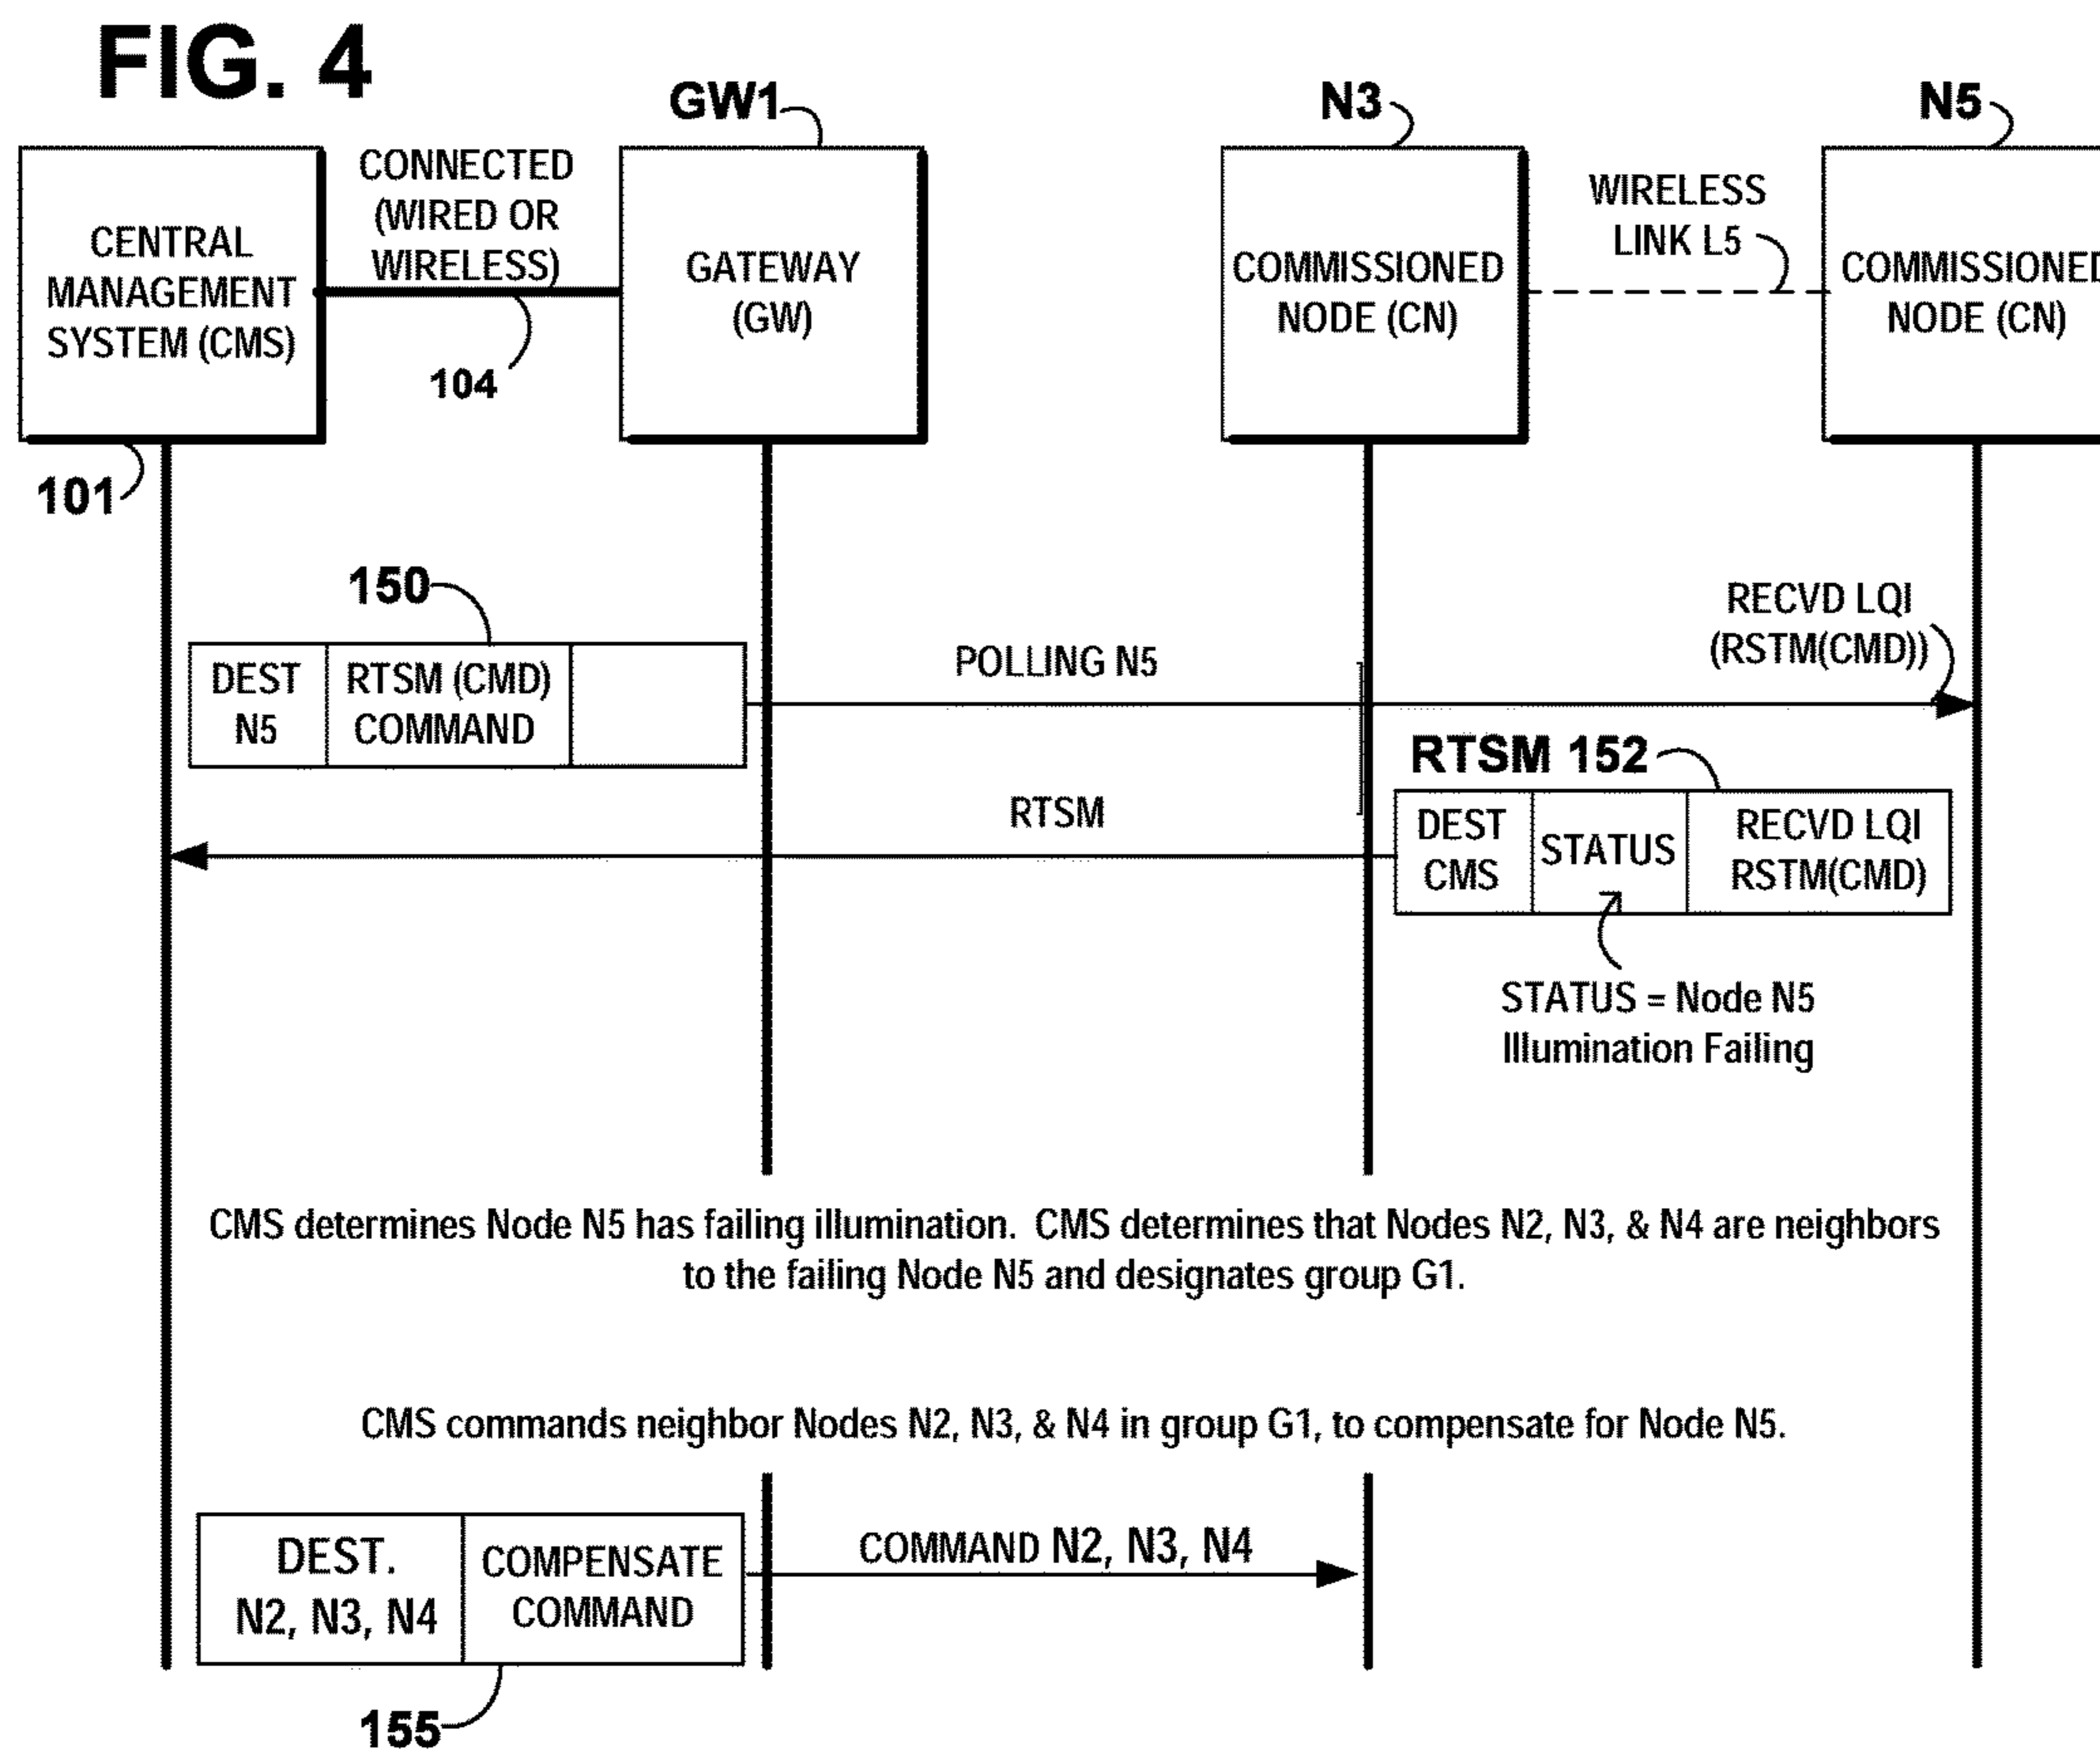 FIG. 4
GW1
N3
N5
CENTRAL
MANAGEMENT
SYSTEM (CMS)
CONNECTED
(WIRED OR
WIRELESS)
104
GATEWAY
(GW)
COMMISSIONED
NODE (CN)
WIRELESS
LINK L5
COMMISSIONED
NODE (CN)
101
150
DEST
N5
RTSM (CMD)
COMMAND
POLLING N5
RECVD LQI
(RSTM(CMD))
RTSM
RTSM 152
DEST
CMS
STATUS
RECVD LQI
RSTM(CMD)
STATUS = Node N5
Illumination Failing
CMS determines Node N5 has failing illumination. CMS determines that Nodes N2, N3, & N4 are neighbors
to the failing Node N5 and designates group G1.
CMS commands neighbor Nodes N2, N3, & N4 in group G1, to compensate for Node N5.
DEST.
N2, N3, N4
COMPENSATE
COMMAND
COMMAND N2, N3, N4
155